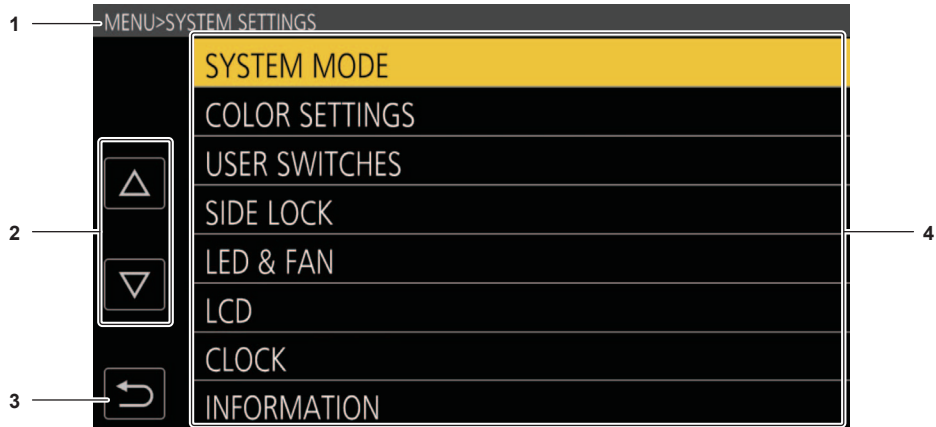 1
MENU>SYSTEM SETTINGS
SYSTEM MODE
COLOR SETTINGS
USER SWITCHES
2
SIDE LOCK
4
LED & FAN
LCD
CLOCK
3
INFORMATION